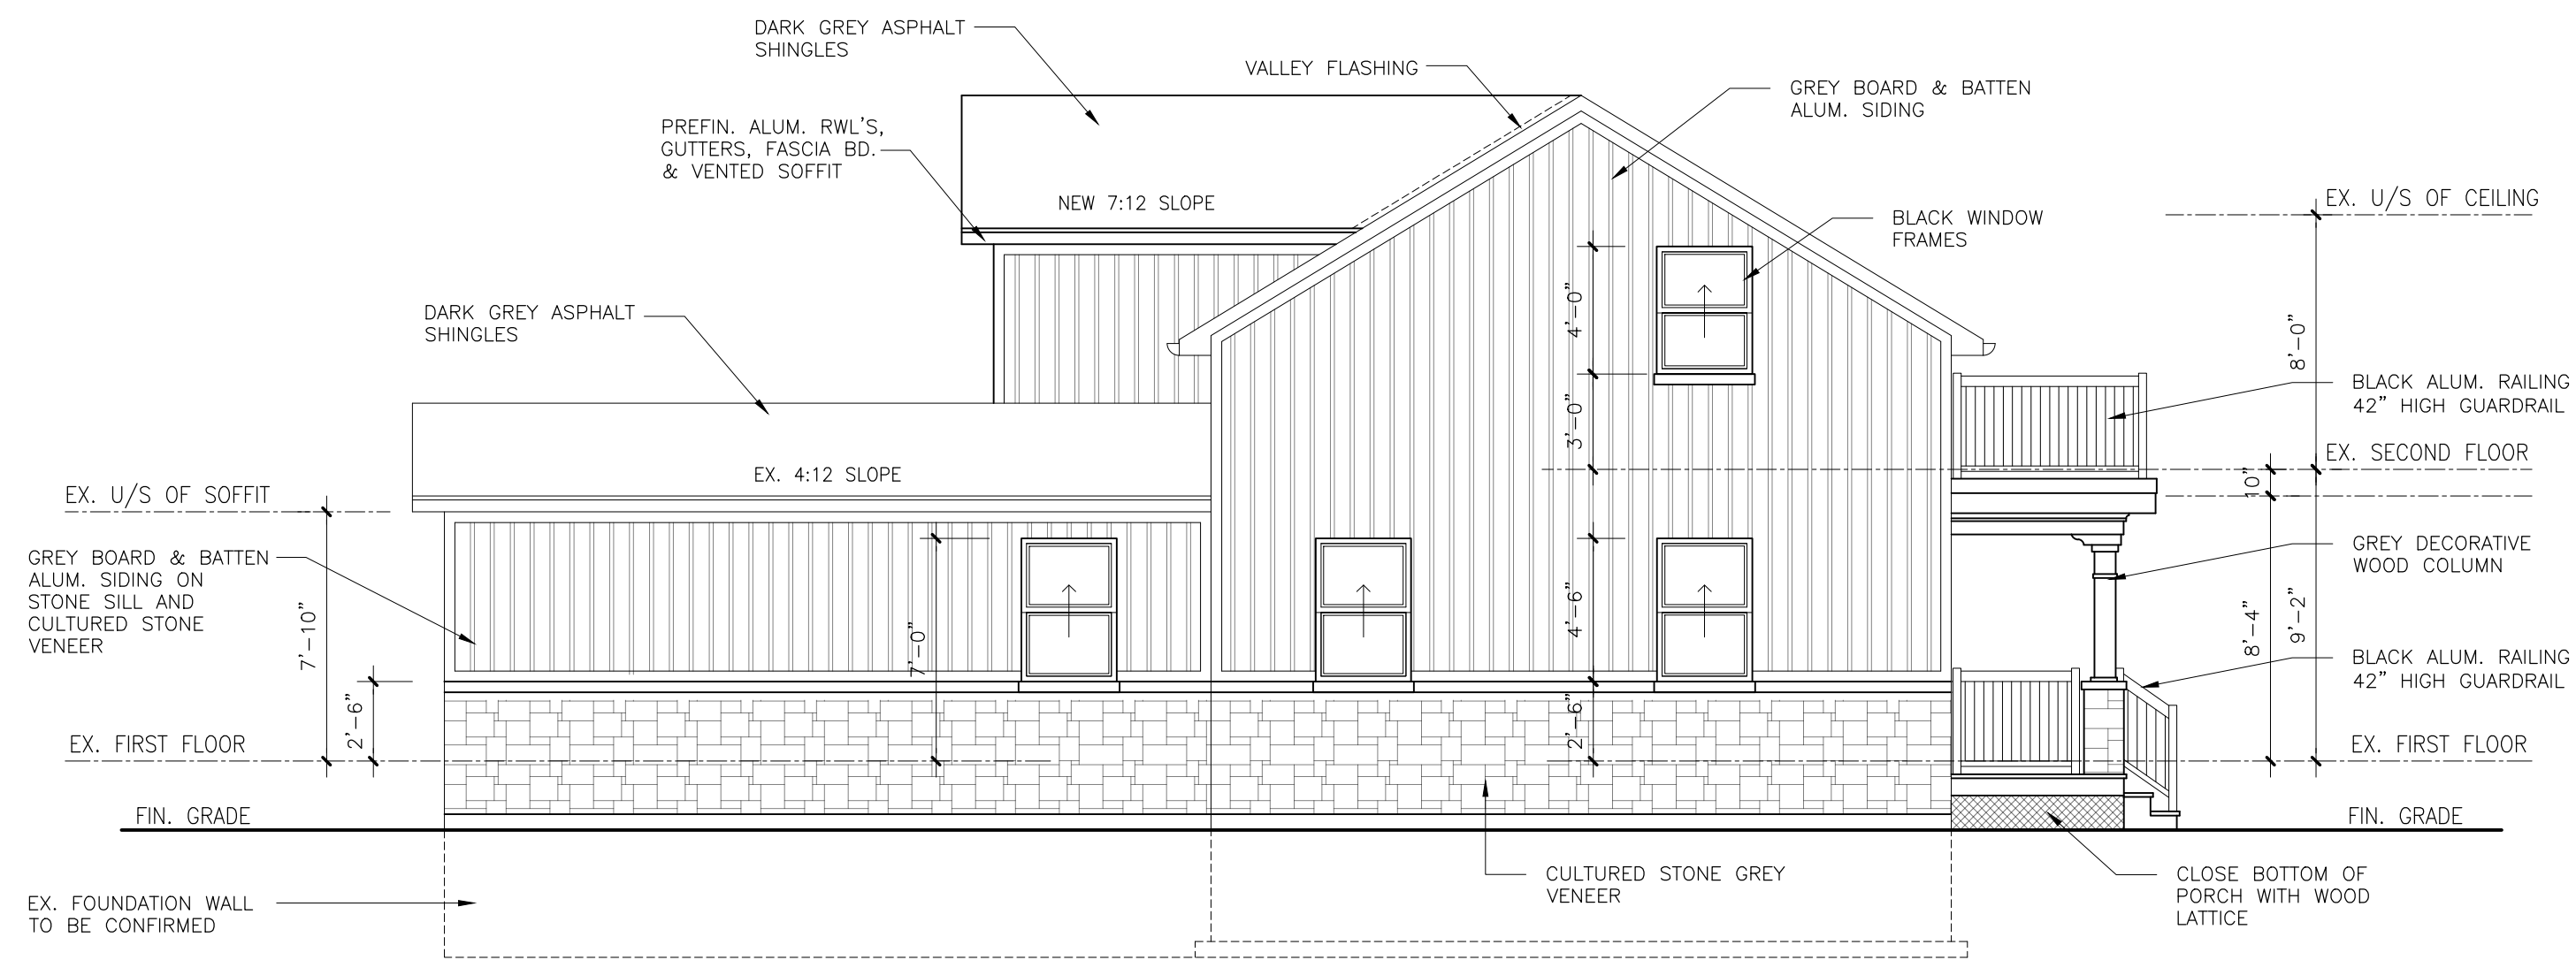 DARK GREY ASPHALT
SHINGLES
VALLEY FLASHING
GREY BOARD & BATTEN
ALUM. SIDING
PREFIN. ALUM. RWL'S,
GUTTERS, FASCIA BD.
& VENTED SOFFIT
NEW 7:12 SLOPE
EX. U/S OF CEILING
BLACK WINDOW
FRAMES
4'-0"
8'-0"
DARK GREY ASPHALT
SHINGLES
BLACK ALUM. RAILING
42" HIGH GUARDRAIL
3'-0"
EX. 4:12 SLOPE
EX. SECOND FLOOR
10"
EX. U/S OF SOFFIT
GREY BOARD & BATTEN
ALUM. SIDING ON
STONE SILL AND
CULTURED STONE
VENEER
7'-10"
7'-0"
4'-6"
GREY DECORATIVE
WOOD COLUMN
8'-4"
9'-2"
BLACK ALUM. RAILING
42" HIGH GUARDRAIL
2'-6"
2'-6"
EX. FIRST FLOOR
EX. FIRST FLOOR
FIN. GRADE
FIN. GRADE
EX. FOUNDATION WALL
TO BE CONFIRMED
CULTURED STONE GREY
VENEER
CLOSE BOTTOM OF
PORCH WITH WOOD
LATTICE